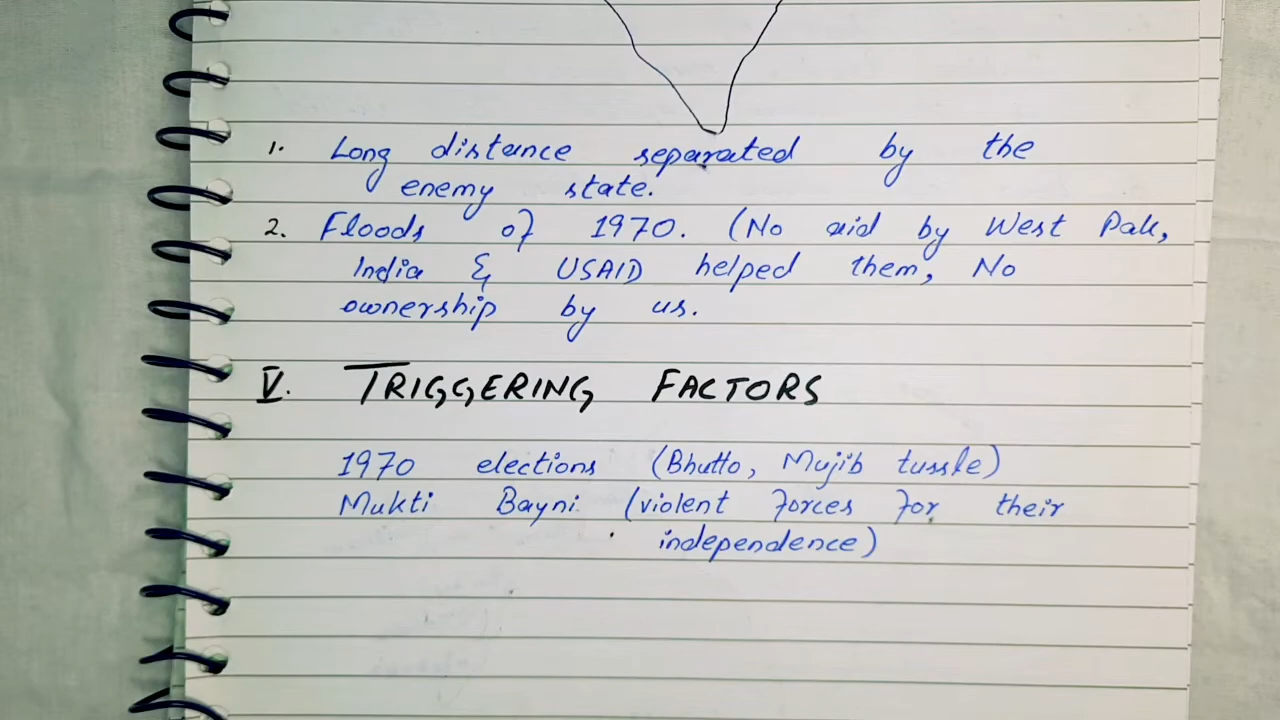 1. Long distance separated by the
enemy state.
2. Floods of 1970. (No aid by West Pak,
India & USAID helped them, No
ownership by us.
V. TRIGGERING FACTORS
1970 elections (Bhutto, Mujib tussle)
Mukti Bayni (violent forces for their
independence)